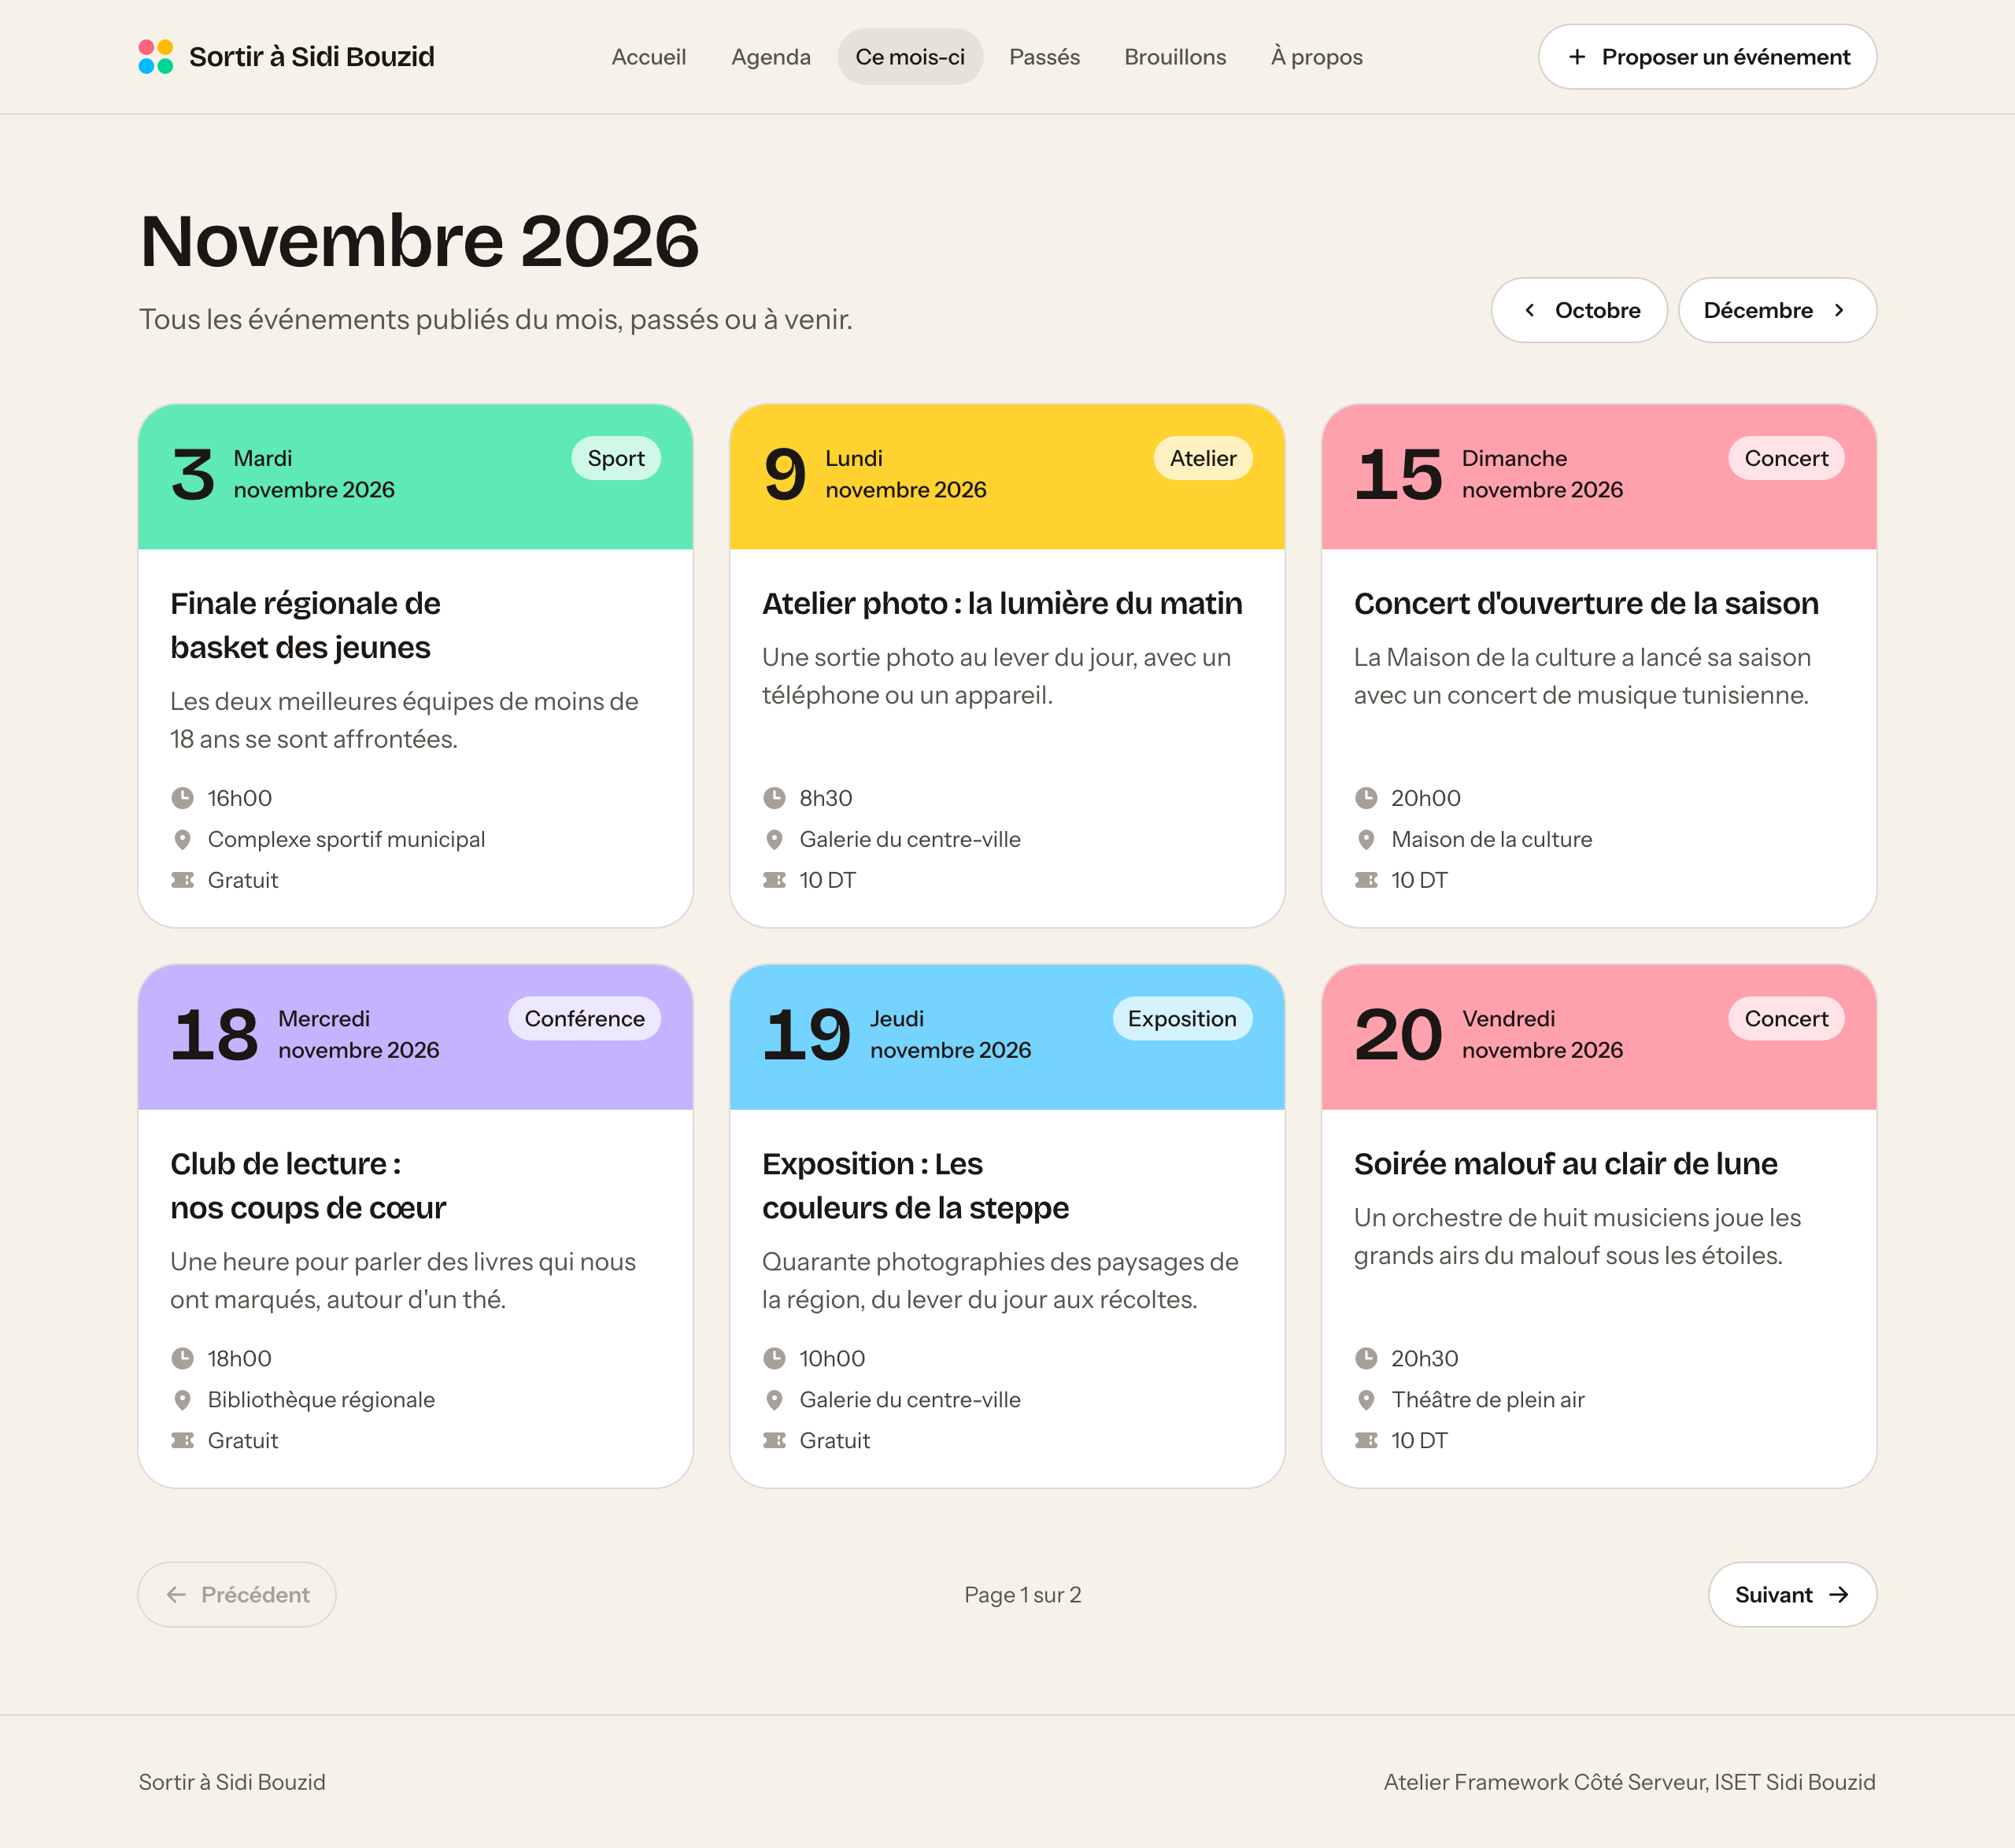 Sortir à Sidi Bouzid
Accueil
Agenda
Ce mois-ci
Passés
Brouillons
À propos
Proposer un événement
Novembre 2026
Tous les événements publiés du mois, passés ou à venir.
Octobre
Décembre
3
Mardi
novembre 2026
Sport
Finale régionale de
basket des jeunes
Les deux meilleures équipes de moins de
18 ans se sont affrontées.
16h00
Complexe sportif municipal
Gratuit
9
Lundi
novembre 2026
Atelier
Atelier photo : la lumière du matin
Une sortie photo au lever du jour, avec un
téléphone ou un appareil.
8h30
Galerie du centre-ville
10 DT
15
Dimanche
novembre 2026
Concert
Concert d'ouverture de la saison
La Maison de la culture a lancé sa saison
avec un concert de musique tunisienne.
20h00
Maison de la culture
10 DT
18
Mercredi
novembre 2026
Conférence
Club de lecture :
nos coups de cœur
Une heure pour parler des livres qui nous
ont marqués, autour d'un thé.
18h00
Bibliothèque régionale
Gratuit
19
Jeudi
novembre 2026
Exposition
Exposition : Les
couleurs de la steppe
Quarante photographies des paysages de
la région, du lever du jour aux récoltes.
10h00
Galerie du centre-ville
Gratuit
20
Vendredi
novembre 2026
Concert
Soirée malouf au clair de lune
Un orchestre de huit musiciens joue les
grands airs du malouf sous les étoiles.
20h30
Théâtre de plein air
10 DT
Précédent
Page 1 sur 2
Suivant
Sortir à Sidi Bouzid
Atelier Framework Côté Serveur, ISET Sidi Bouzid